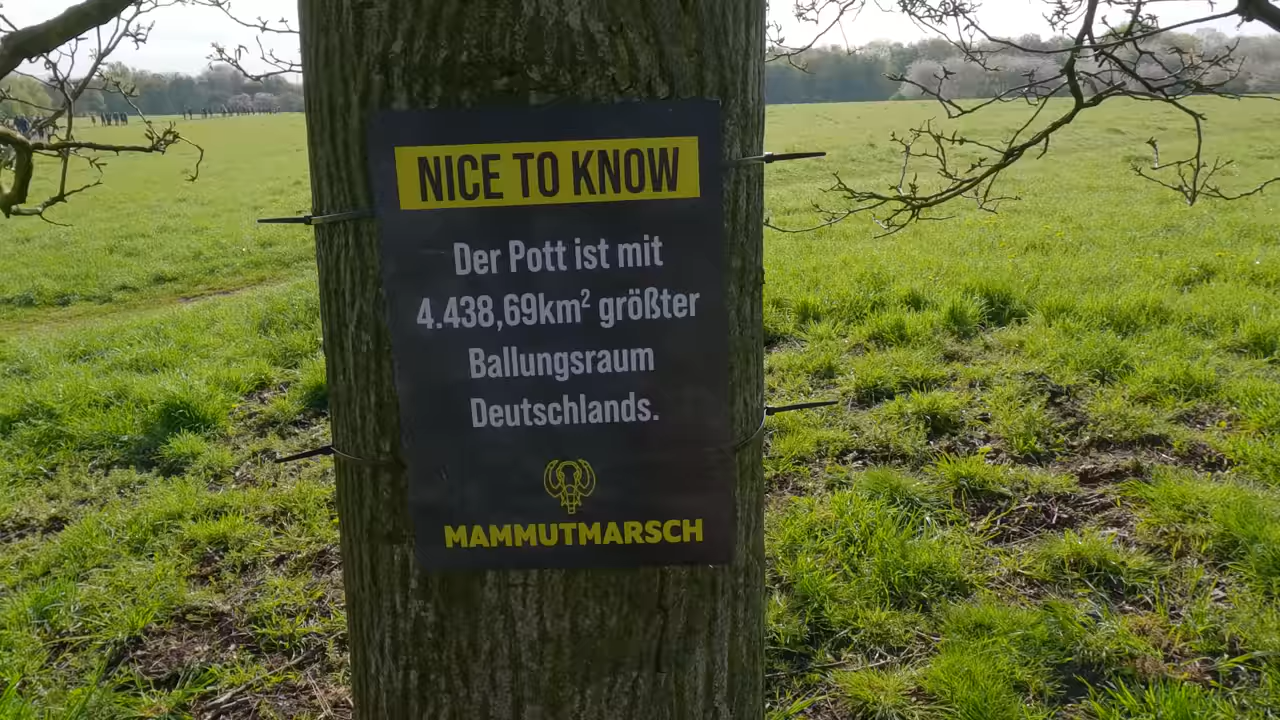 NICE TO KNOW
Der Pott ist mit
4.438,69km² größter
Ballungsraum
Deutschlands.
MAMMUTMARSCH